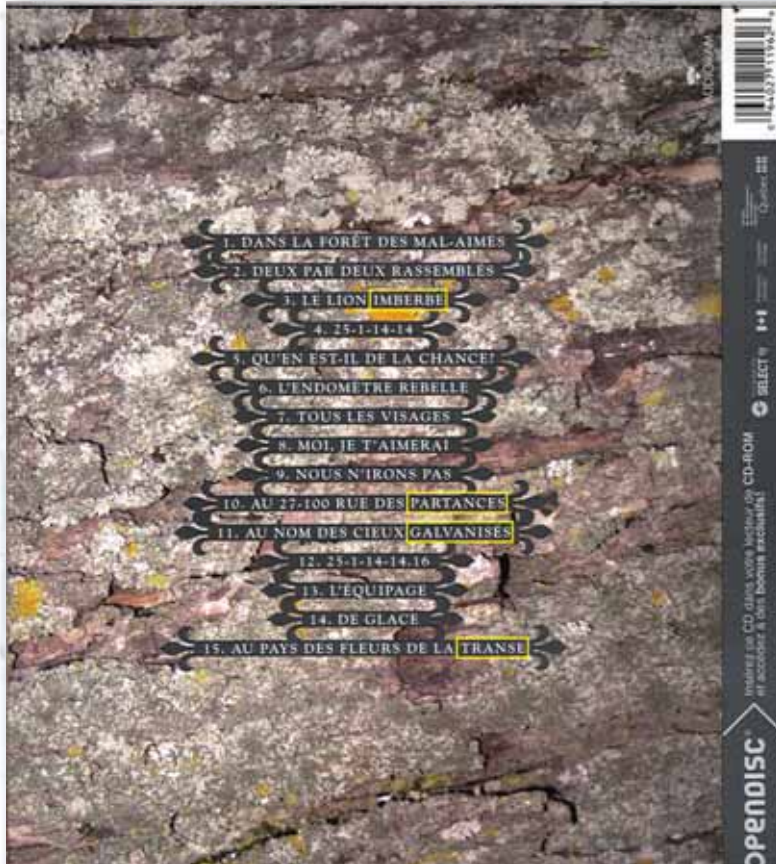 1. DANS LA FORÊT DES MAL-AIMÉS
2. DEUX PAR DEUX RASSEMBLÉS
3. LE LION IMBERBE
4. 25-1-14-14
5. QU'EN EST-IL DE LA CHANCE?
6. L'ENDOMÈTRE REBELLE
7. TOUS LES VISAGES
8. MOI, JE T'AIMERAI
9. NOUS N'IRONS PAS
10. AU 27-100 RUE DES PARTANCES
11. AU NOM DES CIEUX GALVANISÉS
12. 25-1-14-14.16
13. L'ÉQUIPAGE
14. DE GLACE
15. AU PAYS DES FLEURS DE LA TRANSE
AUDIOGRAM
Québec
SELECT
Insérez ce CD dans votre lecteur de CD-ROM
et accédez à des bonus exclusifs!
OPENDISC